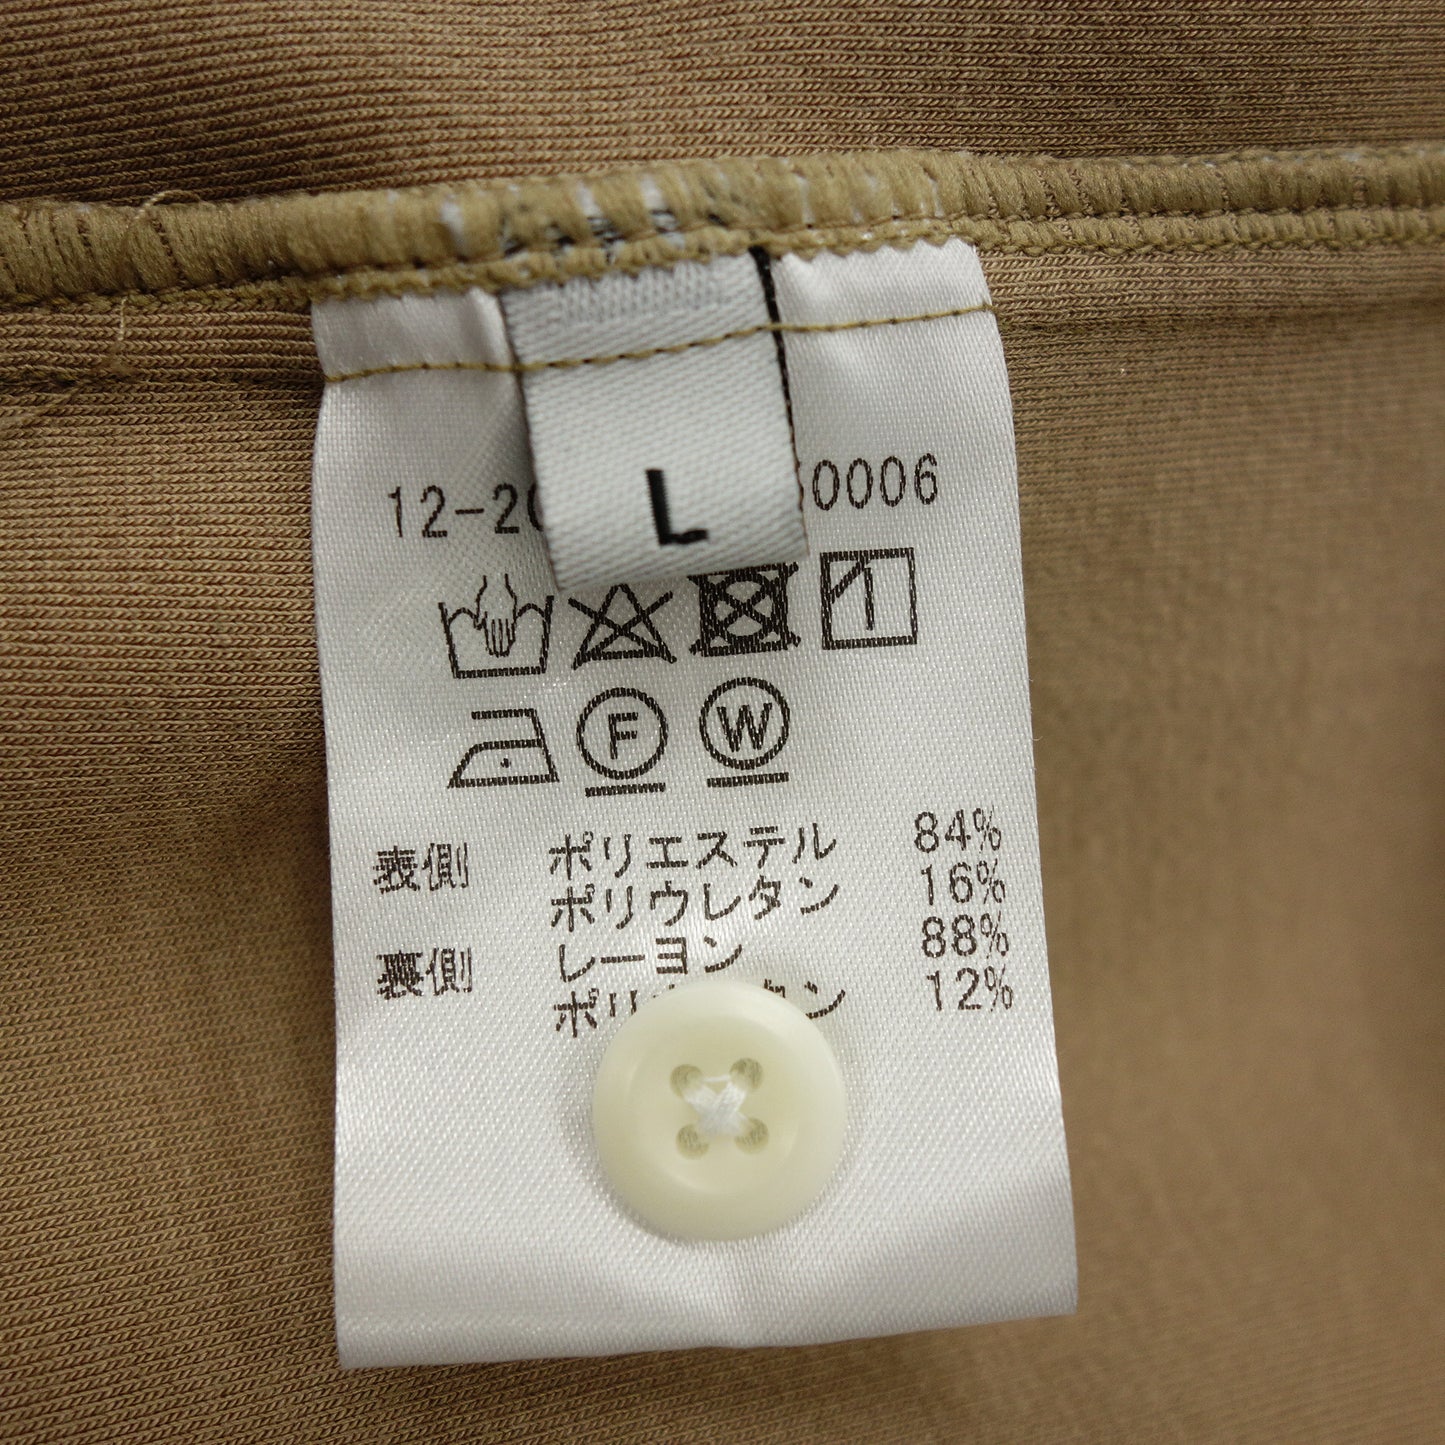 L
12-2 0006
F W
表側 ポリエステル 84%
ポリウレタン 16%
裏側 レーヨン 88%
12%